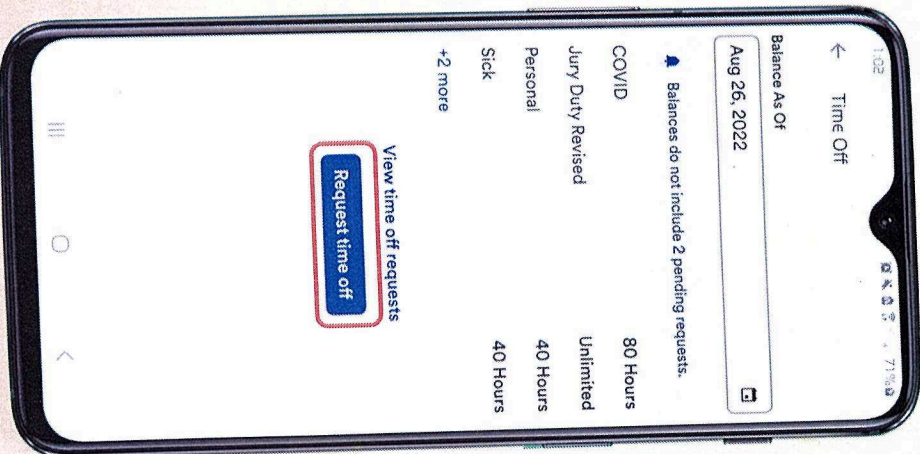 1:02
71%
← Time Off
Balance As Of
Aug 26, 2022
Balances do not include 2 pending requests.
COVID 80 Hours
Jury Duty Revised Unlimited
Personal 40 Hours
Sick 40 Hours
+2 more
View time off requests
Request time off